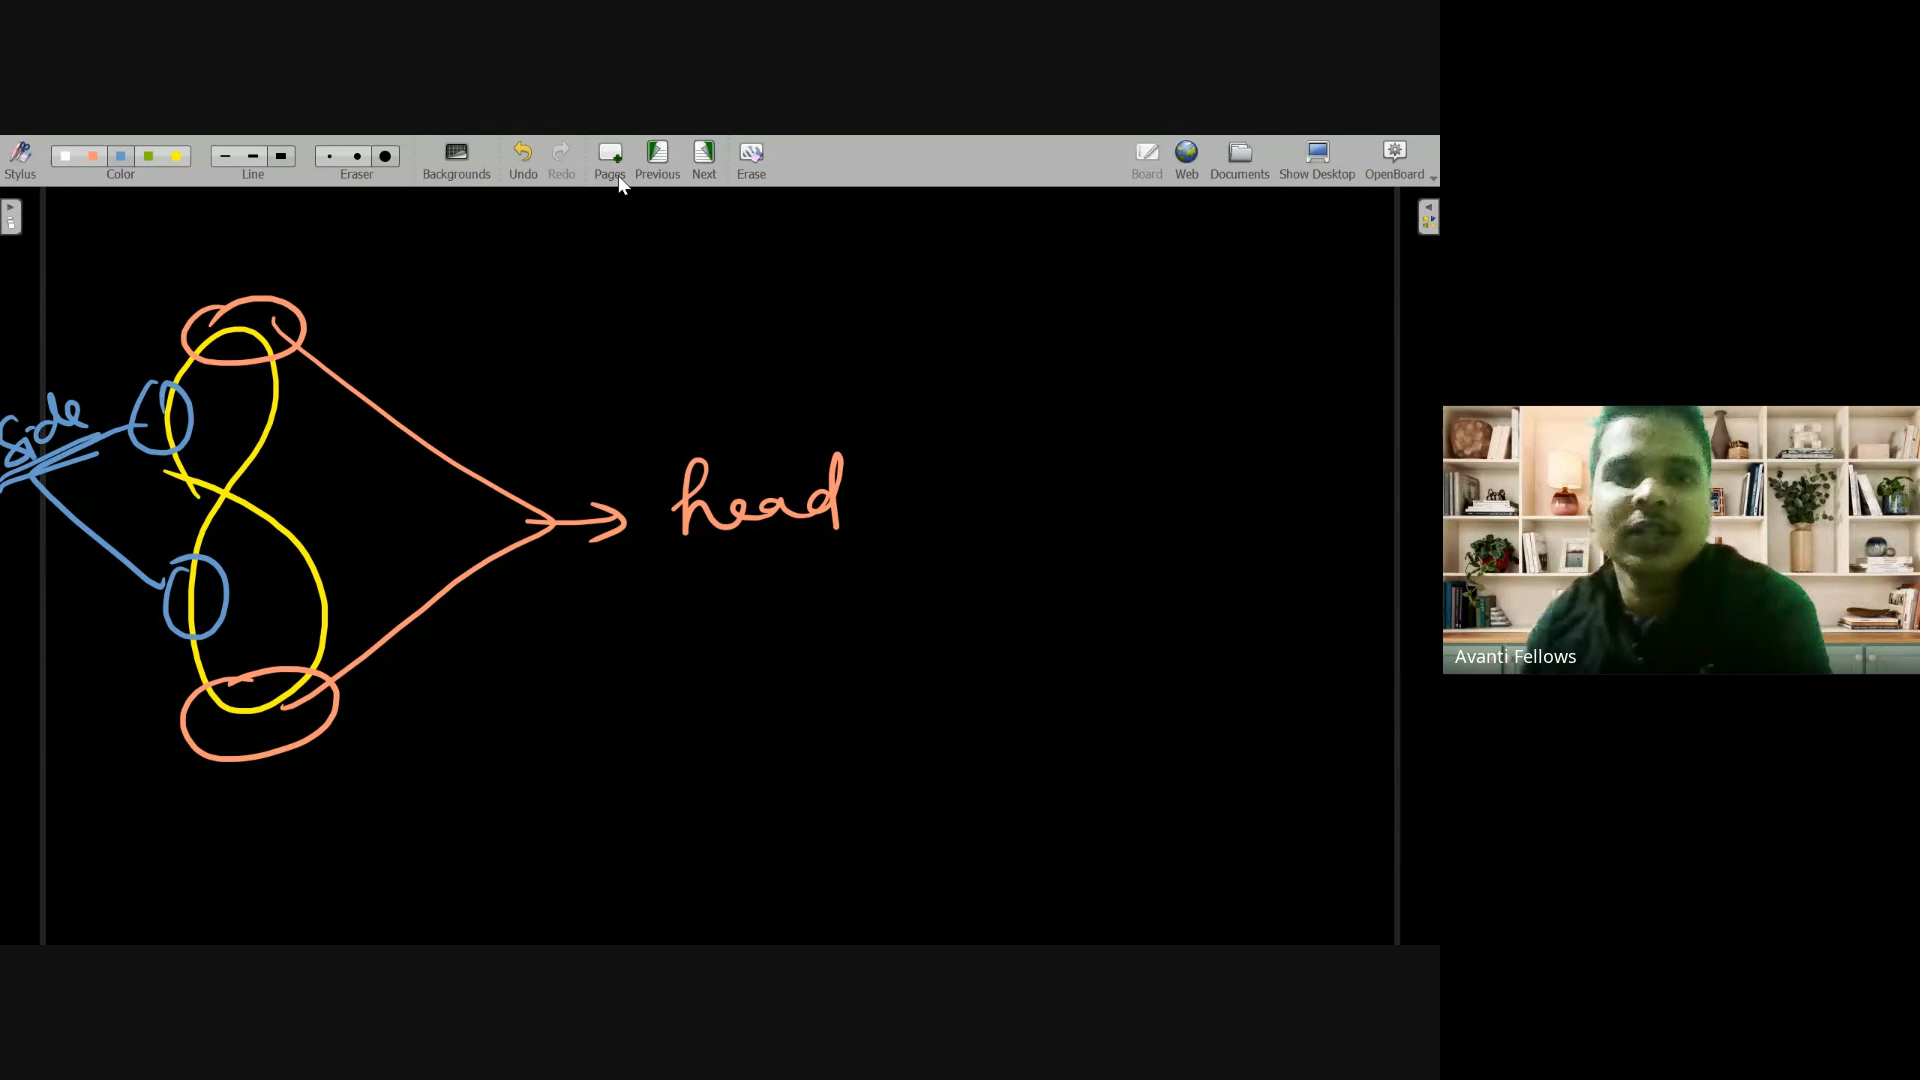 Stylus
Color
Line
Eraser
Backgrounds
Undo
Redo
Pages
Previous
Next
Erase
Board
Web
Documents
Show Desktop
OpenBoard
side
head
Avanti Fellows